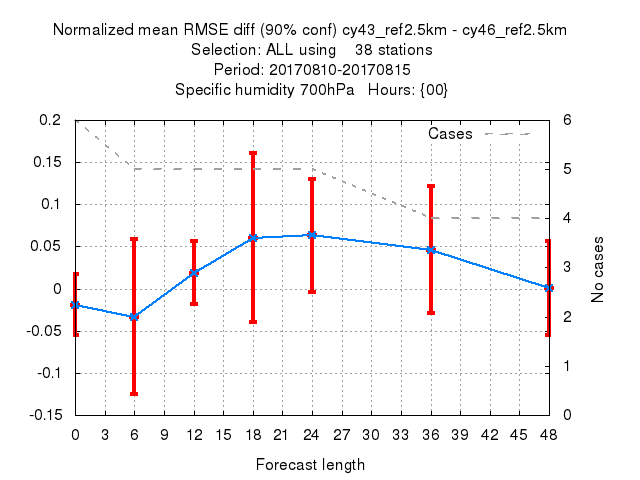 Normalized mean RMSE diff (90% conf) cy43_ref2.5km - cy46_ref2.5km
Selection: ALL using 38 stations
Period: 20170810-20170815
Specific humidity 700hPa Hours: {00}
Cases
0.2
0.15
0.1
0.05
0
-0.05
-0.1
-0.15
6
5
4
3
2
1
0
No cases
0 3 6 9 12 15 18 21 24 27 30 33 36 39 42 45 48
Forecast length